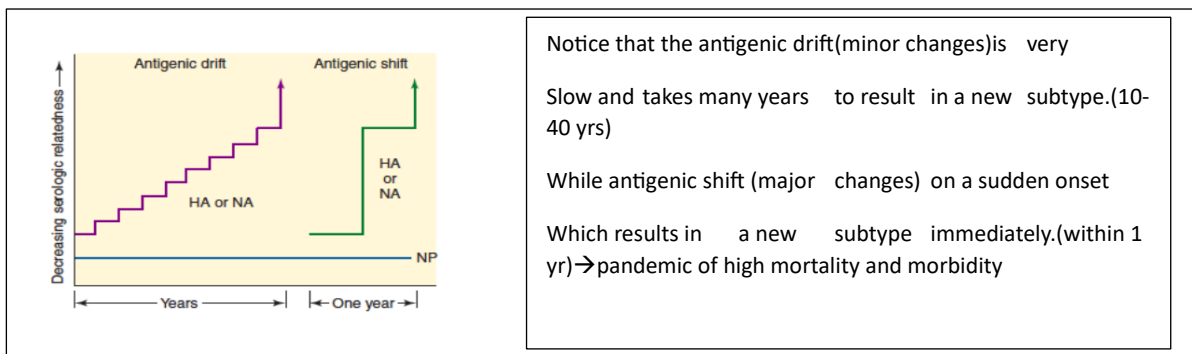 Antigenic drift
Antigenic shift
Decreasing serologic relatedness
HA or NA
HA
or
NA
NP
Years
One year
Notice that the antigenic drift(minor changes)is very
Slow and takes many years to result in a new subtype.(10-
40 yrs)
While antigenic shift (major changes) on a sudden onset
Which results in a new subtype immediately.(within 1
yr)→pandemic of high mortality and morbidity